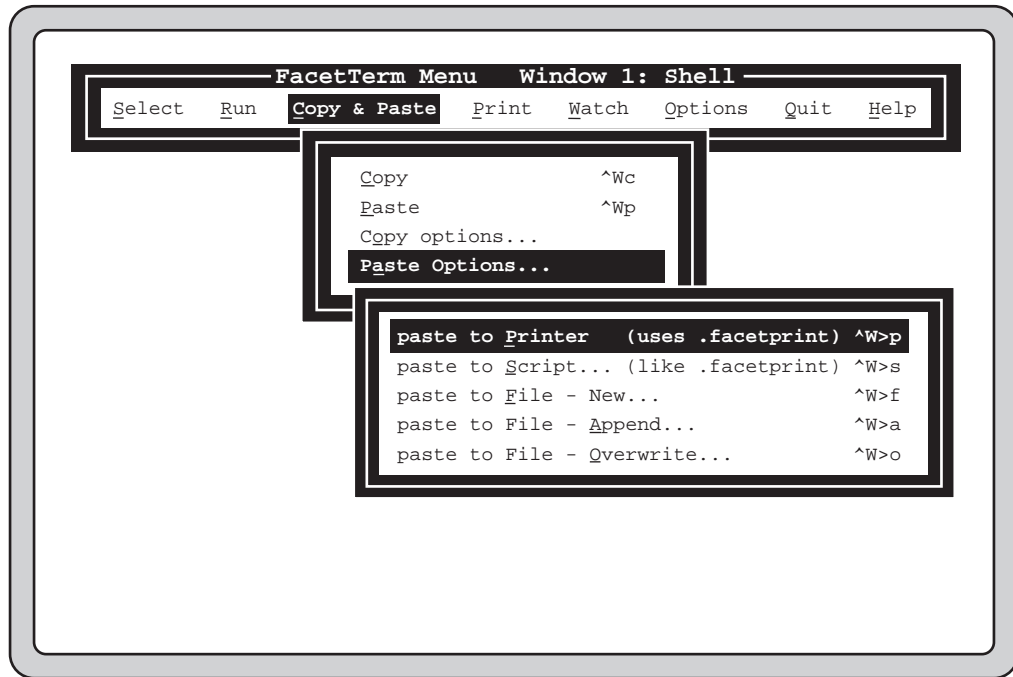 FacetTerm Menu Window 1: Shell
Select Run Copy & Paste Print Watch Options Quit Help
Copy ^Wc
Paste ^Wp
Copy options...
Paste Options...
paste to Printer (uses .facetprint) ^W>p
paste to Script... (like .facetprint) ^W>s
paste to File - New... ^W>f
paste to File - Append... ^W>a
paste to File - Overwrite... ^W>o